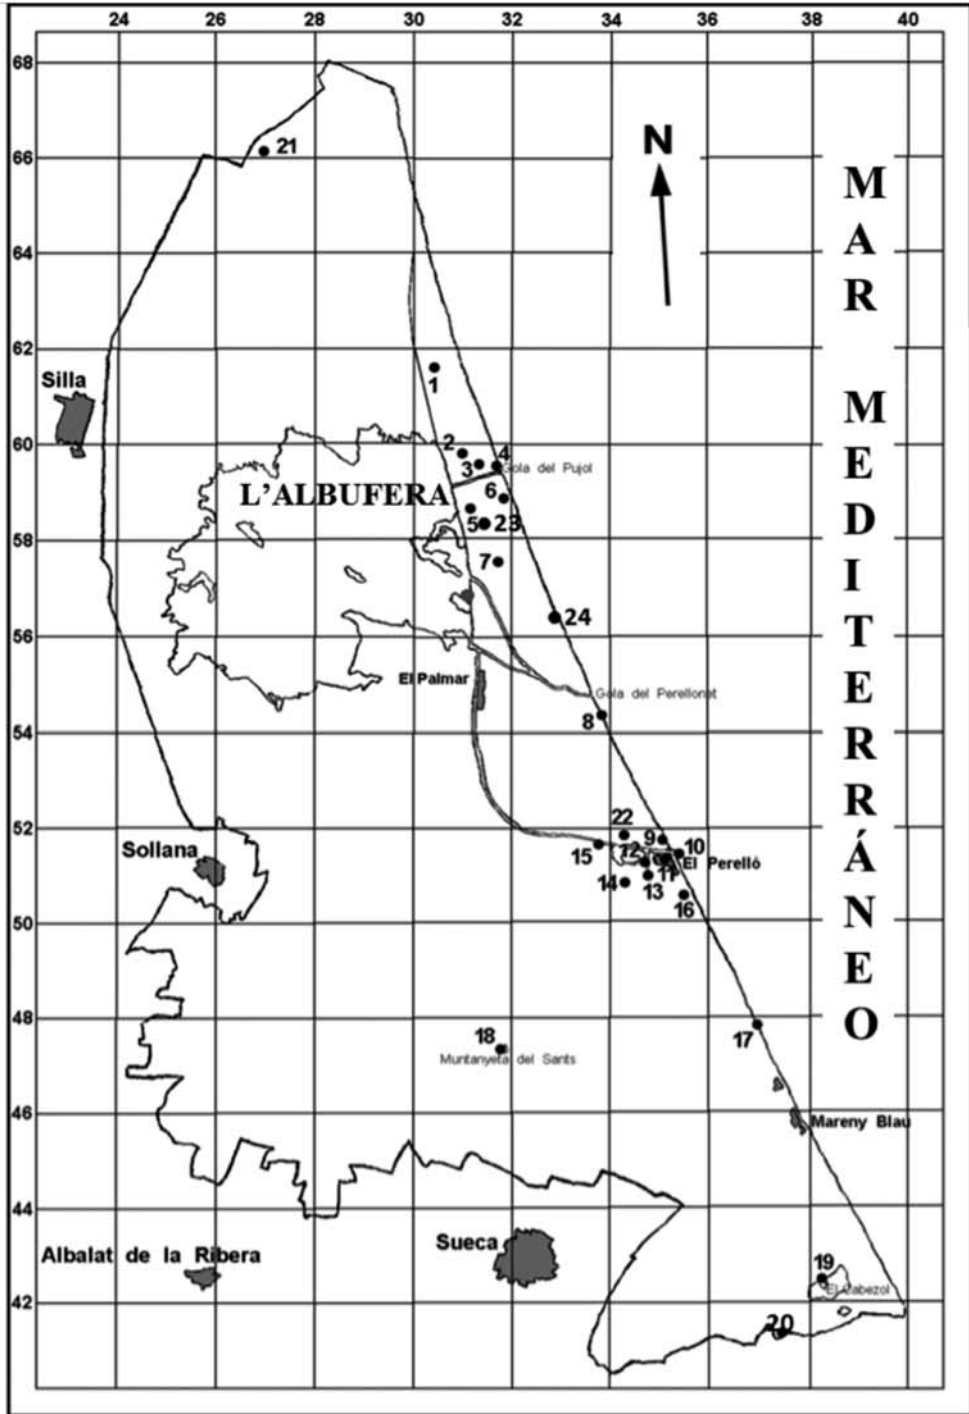 24 26 28 30 32 34 36 38 40
68
N
21
66
M
A
R
64
62
Silla
1
M
E
D
I
T
E
R
R
Á
N
E
O
60
2
4
3
Gola del Pujol
L'ALBUFERA
6
5
23
58
7
24
56
El Palmar
Gola del Perellonet
8
54
52
22
9
10
Sollana
15
12
11
El Perelló
14
13
16
50
48
18
17
Muntanyeta del Sants
46
Mareny Blau
44
Albalat de la Ribera
Sueca
19
El Cabezol
42
20